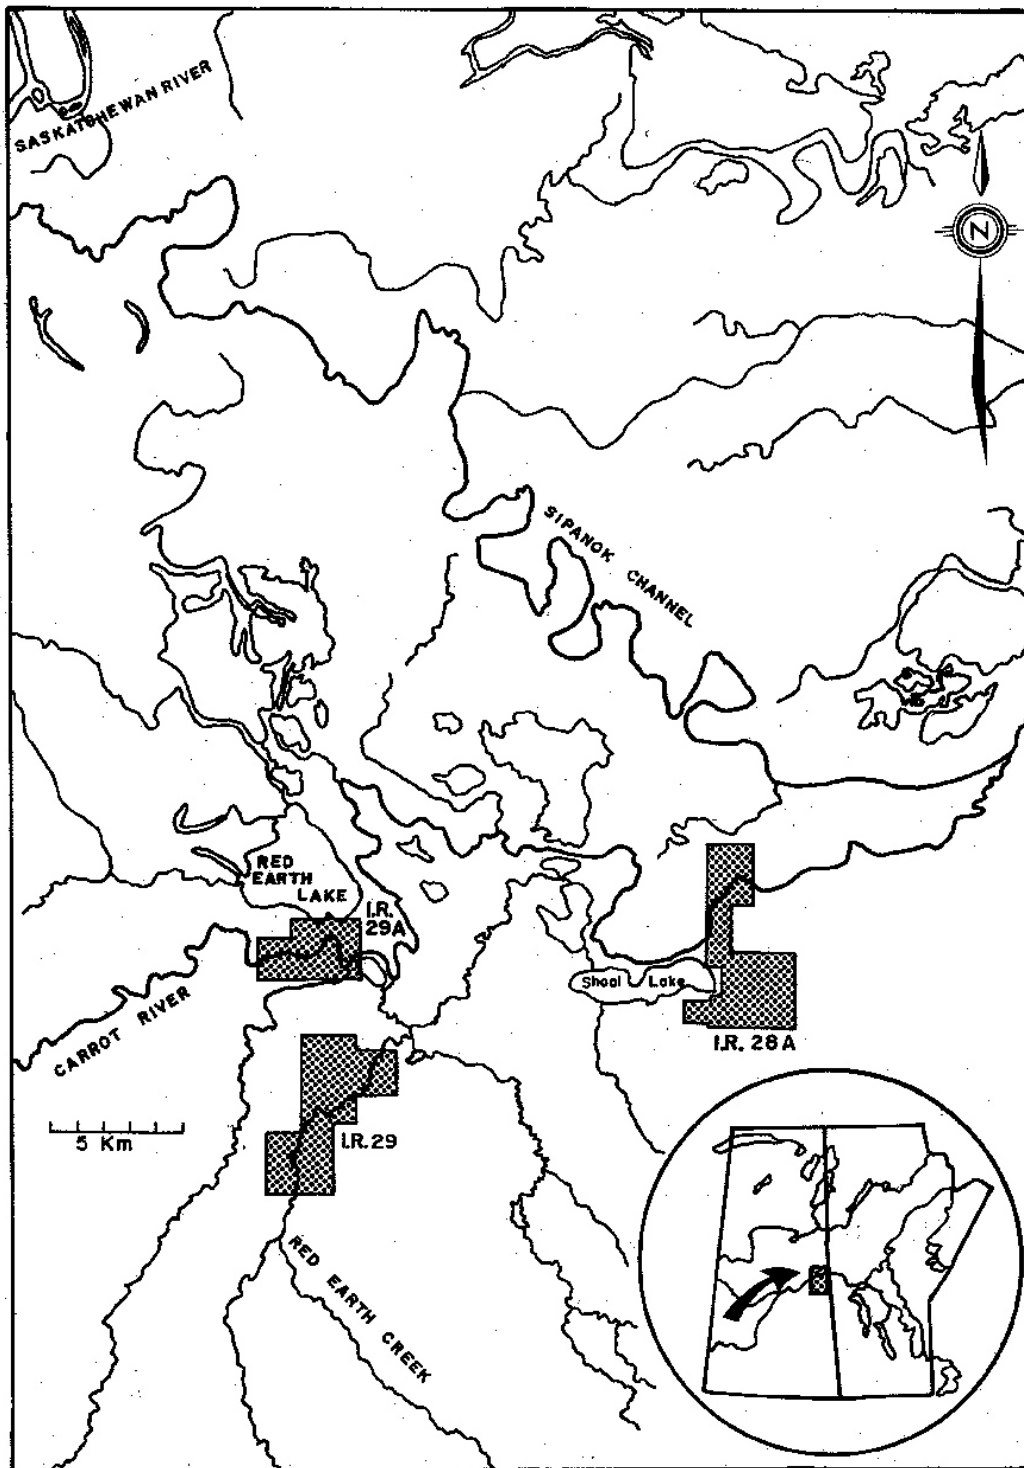 SASKATCHEWAN RIVER
N
SIPANOK CHANNEL
RED
EARTH
LAKE
I.R.
29A
Shoal Lake
CARROT RIVER
I.R. 28A
5 Km
I.R. 29
RED EARTH CREEK